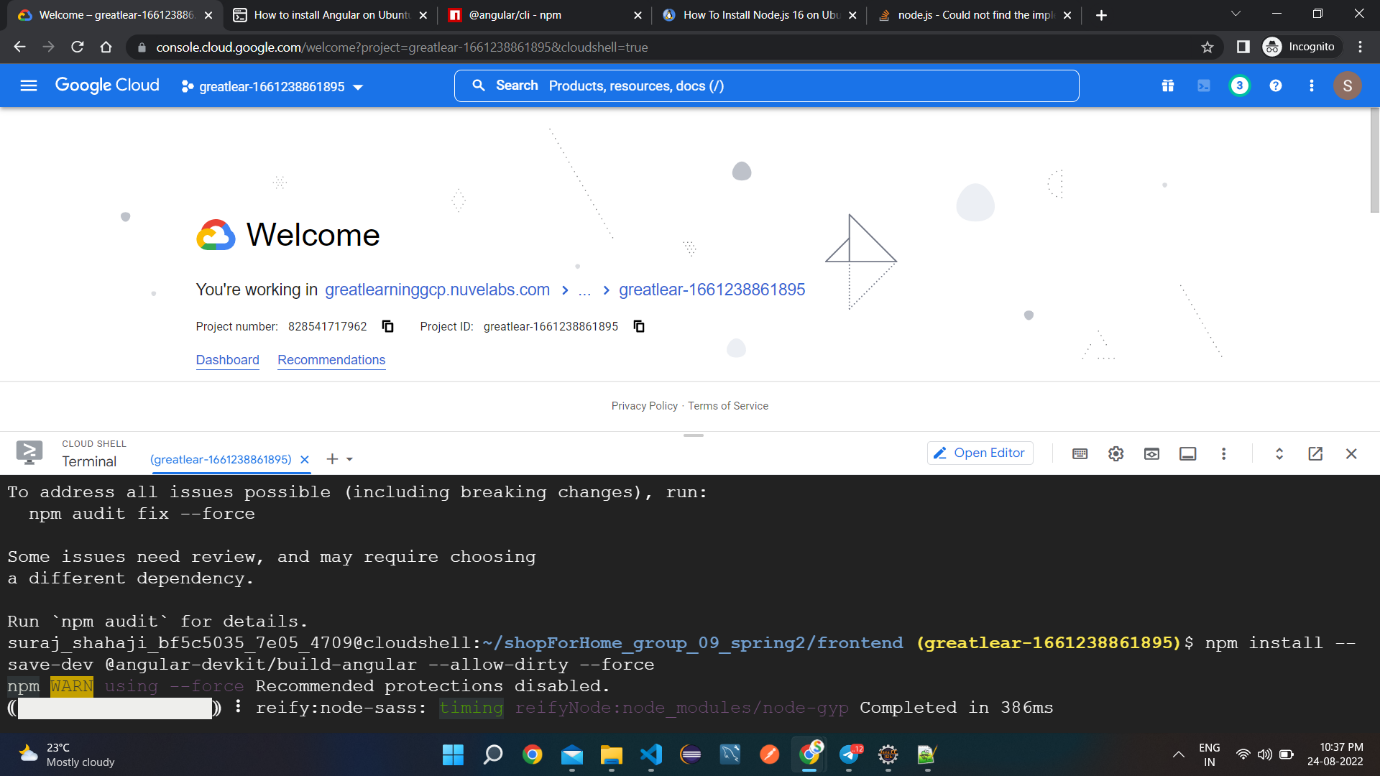 Welcome – greatlear-1661238861
How to install Angular on Ubuntu
@angular/cli - npm
How To Install Node.js 16 on Ubu
node.js - Could not find the imple
console.cloud.google.com/welcome?project=greatlear-1661238861895&cloudshell=true
Incognito
Google Cloud
greatlear-1661238861895
Search Products, resources, docs (/)
3
S
Welcome
You're working in greatlearninggcp.nuvelabs.com > ... > greatlear-1661238861895
Project number: 828541717962 Project ID: greatlear-1661238861895
Dashboard Recommendations
Privacy Policy · Terms of Service
CLOUD SHELL
Terminal
(greatlear-1661238861895)
Open Editor
To address all issues possible (including breaking changes), run:
npm audit fix --force
Some issues need review, and may require choosing
a different dependency.
Run `npm audit` for details.
suraj_shahaji_bf5c5035_7e05_4709@cloudshell:~/shopForHome_group_09_spring2/frontend (greatlear-1661238861895)$ npm install --
save-dev @angular-devkit/build-angular --allow-dirty --force
npm WARN using --force Recommended protections disabled.
(( )) ⠸ reify:node-sass: timing reifyNode:node_modules/node-gyp Completed in 386ms
23°C
Mostly cloudy
12
ENG
IN
10:37 PM
24-08-2022